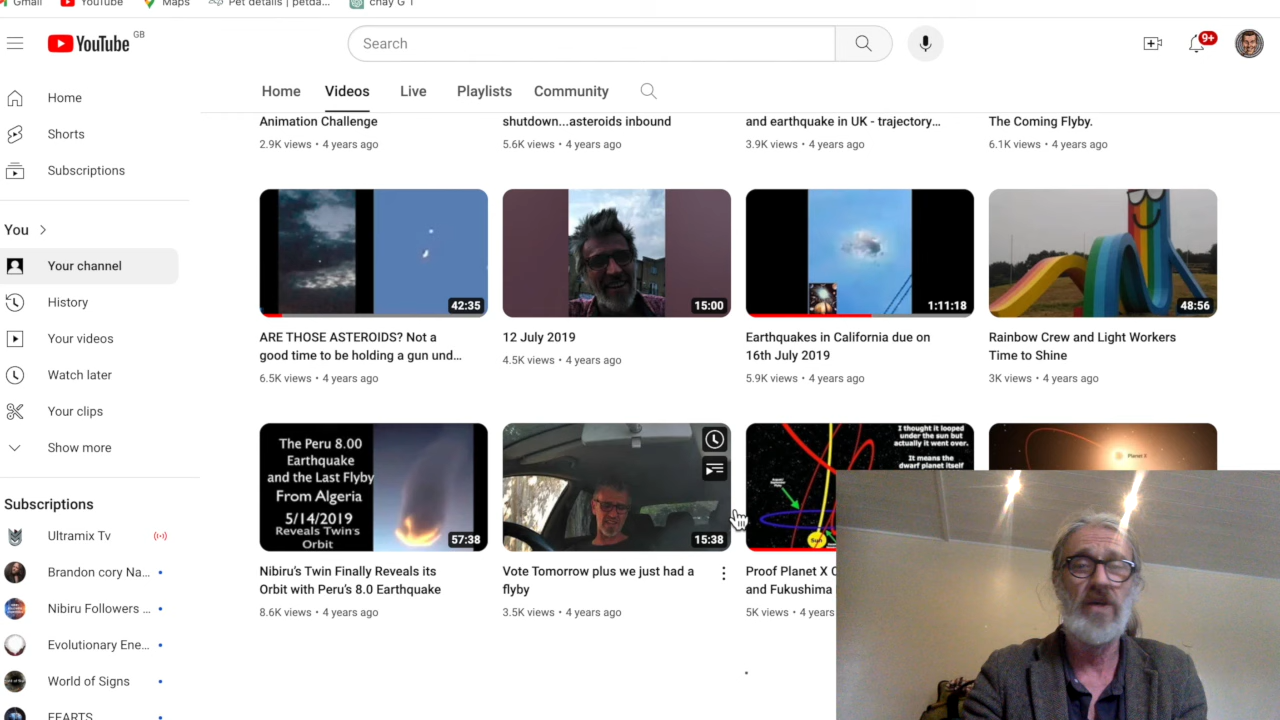 Gmail
YouTube
Maps
Pet details | petda...
chay G T
YouTube GB
Search
9+
Home
Videos
Live
Playlists
Community
Home
Shorts
Subscriptions
You
Your channel
History
Your videos
Watch later
Your clips
Show more
Subscriptions
Ultramix Tv
Brandon cory Na...
Nibiru Followers ...
Evolutionary Ene...
World of Signs
FEARTS
Animation Challenge
2.9K views • 4 years ago
shutdown...asteroids inbound
5.6K views • 4 years ago
and earthquake in UK - trajectory...
3.9K views • 4 years ago
The Coming Flyby.
6.1K views • 4 years ago
42:35
ARE THOSE ASTEROIDS? Not a
good time to be holding a gun und...
6.5K views • 4 years ago
15:00
12 July 2019
4.5K views • 4 years ago
1:11:18
Earthquakes in California due on
16th July 2019
5.9K views • 4 years ago
48:56
Rainbow Crew and Light Workers
Time to Shine
3K views • 4 years ago
The Peru 8.00
Earthquake
and the Last Flyby
From Algeria
5/14/2019
Reveals Twin's
Orbit
57:38
Nibiru's Twin Finally Reveals its
Orbit with Peru's 8.0 Earthquake
8.6K views • 4 years ago
15:38
Vote Tomorrow plus we just had a
flyby
3.5K views • 4 years ago
I thought it looped
under the sun but
actually it went over.
It means the
dwarf planet itself
Sun
Proof Planet X
and Fukushima
5K views • 4 years
Planet X